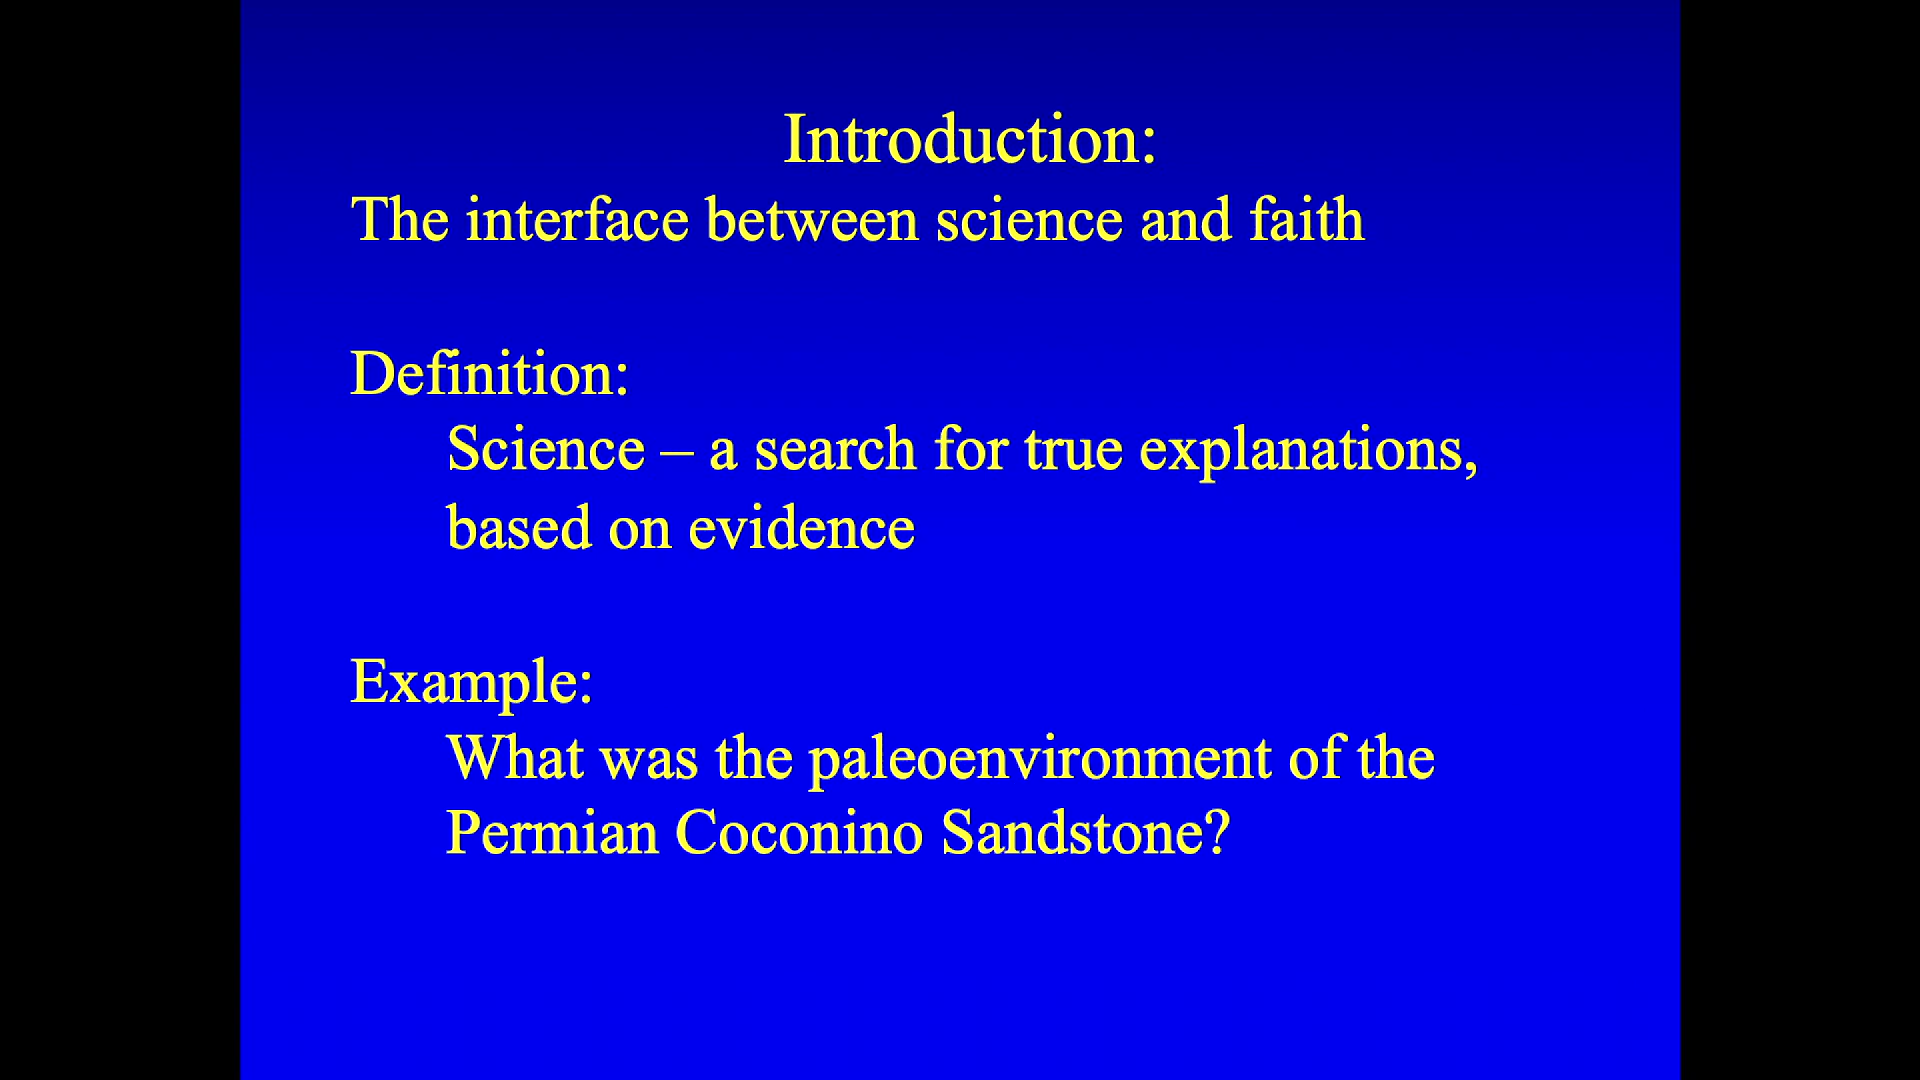 Introduction:
The interface between science and faith
Definition:
Science – a search for true explanations,
based on evidence
Example:
What was the paleoenvironment of the
Permian Coconino Sandstone?